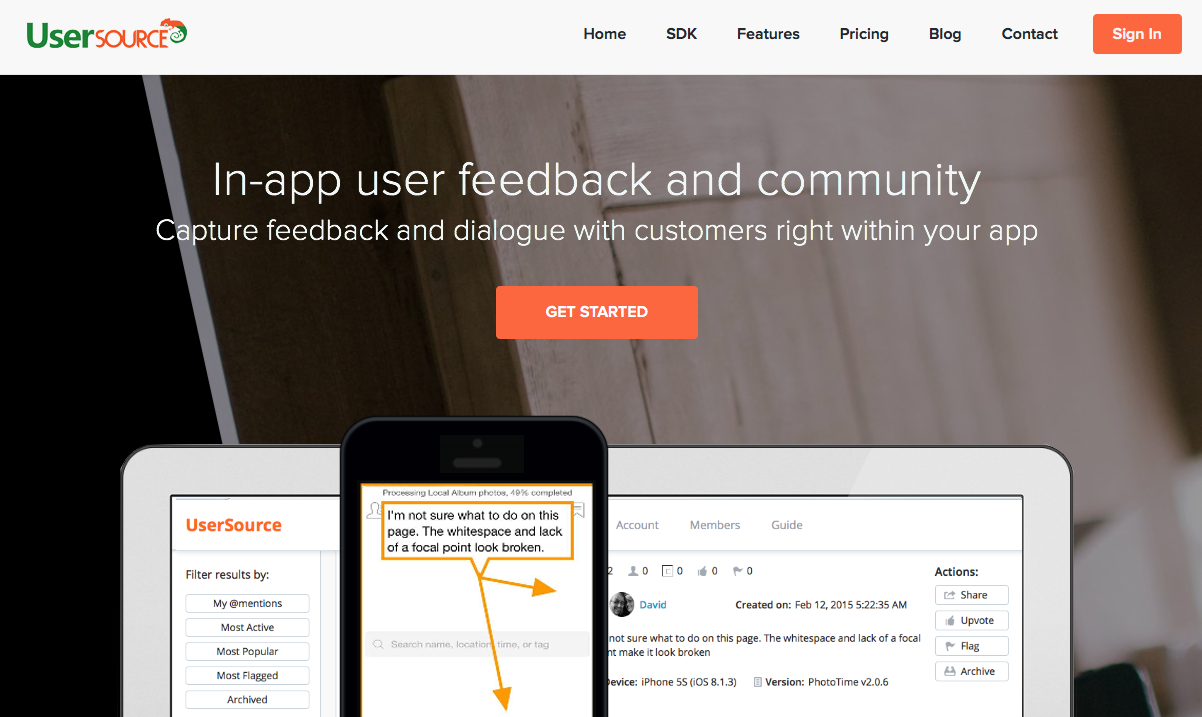 UserSOURCE
Home SDK Features Pricing Blog Contact Sign In
In-app user feedback and community
Capture feedback and dialogue with customers right within your app
GET STARTED
Processing Local Album photos, 49% completed
I'm not sure what to do on this
page. The whitespace and lack
of a focal point look broken.
Search name, location, time, or tag
UserSource
Account Members Guide
Filter results by:
My @mentions
Most Active
Most Popular
Most Flagged
Archived
2 0 0 0 0
David Created on: Feb 12, 2015 5:22:35 AM
not sure what to do on this page. The whitespace and lack of a focal
nt make it look broken
Device: iPhone 5S (iOS 8.1.3) Version: PhotoTime v2.0.6
Actions:
Share
Upvote
Flag
Archive